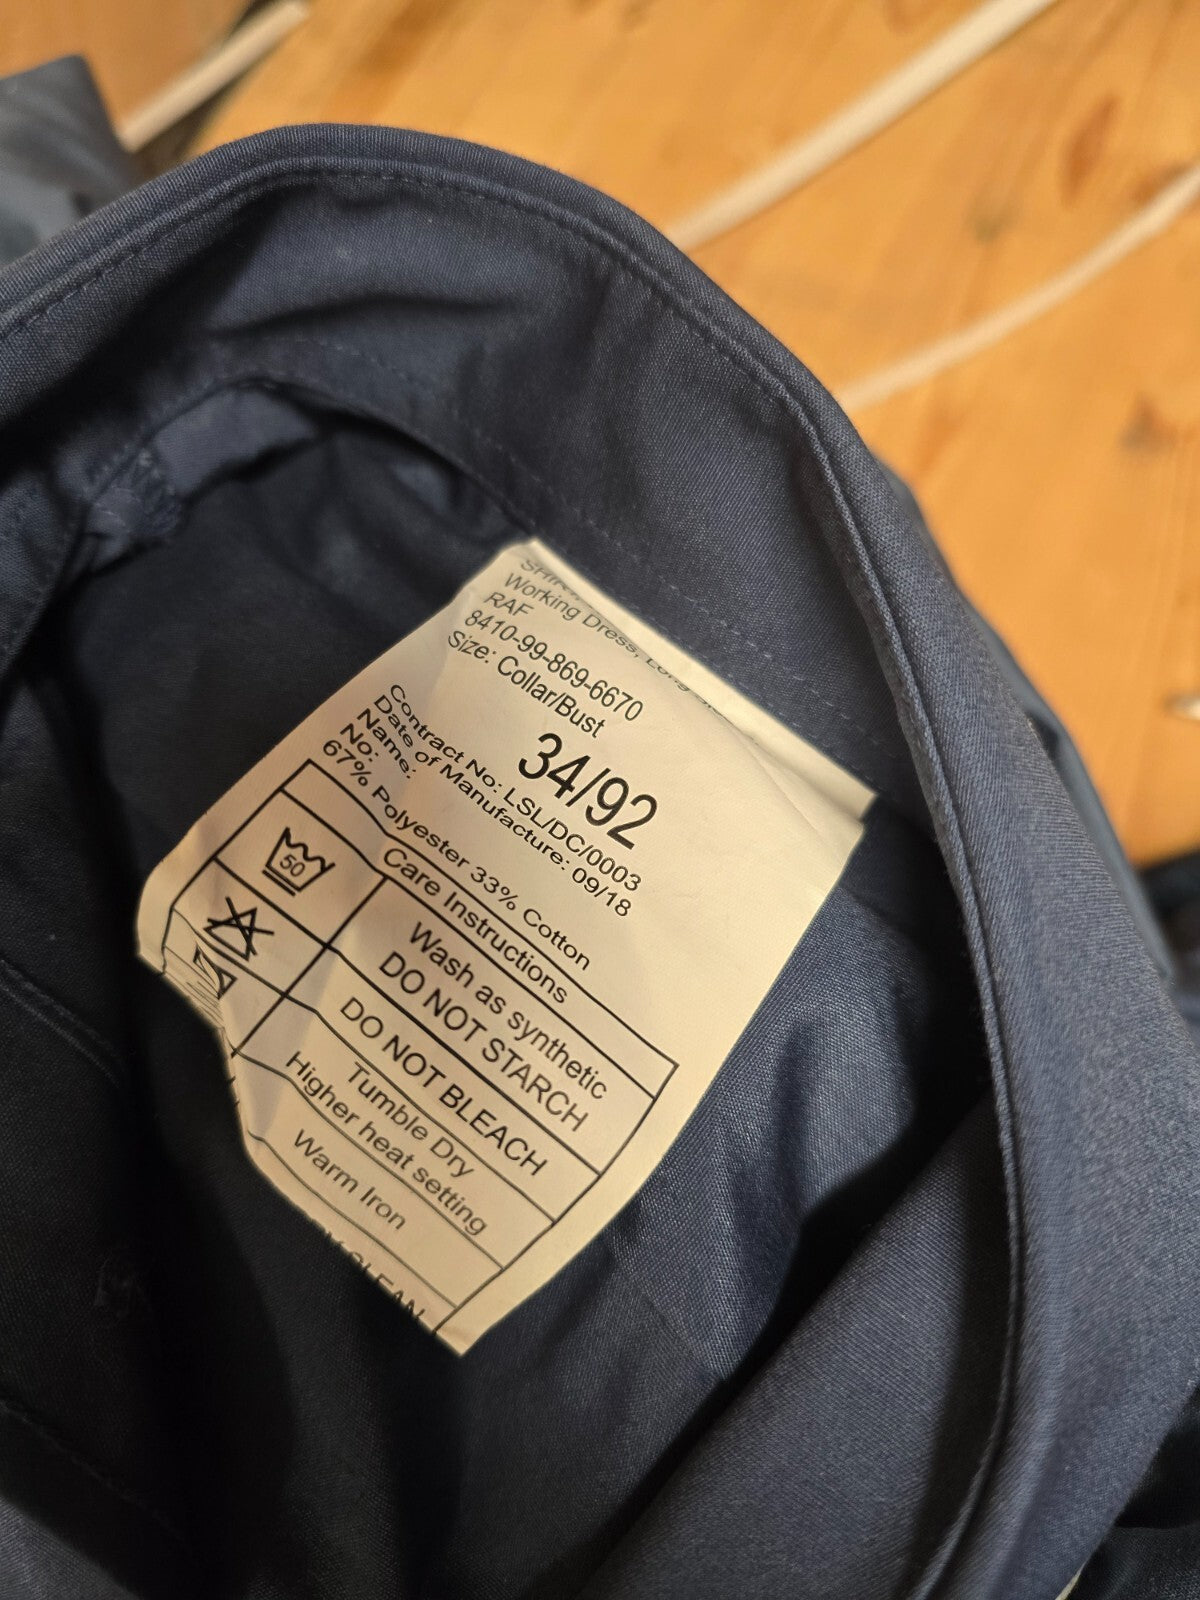 Working Dress, Long
RAF
8410-99-869-6670
Size: Collar/Bust
34/92
Contract No: LSL/DC/0003
Date of Manufacture: 09/18
Name:
No:
67% Polyester 33% Cotton
Care Instructions
50
Wash as synthetic
DO NOT STARCH
DO NOT BLEACH
Tumble Dry
Higher heat setting
Warm Iron
CLEAN